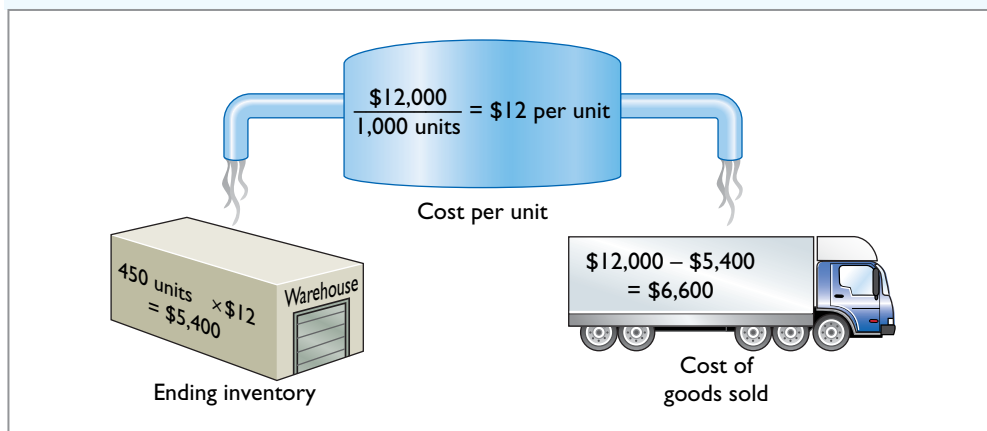 $12,000
1,000 units
= $12 per unit
Cost per unit
450 units ×$12
= $5,400
Warehouse
Ending inventory
$12,000 – $5,400
= $6,600
Cost of
goods sold